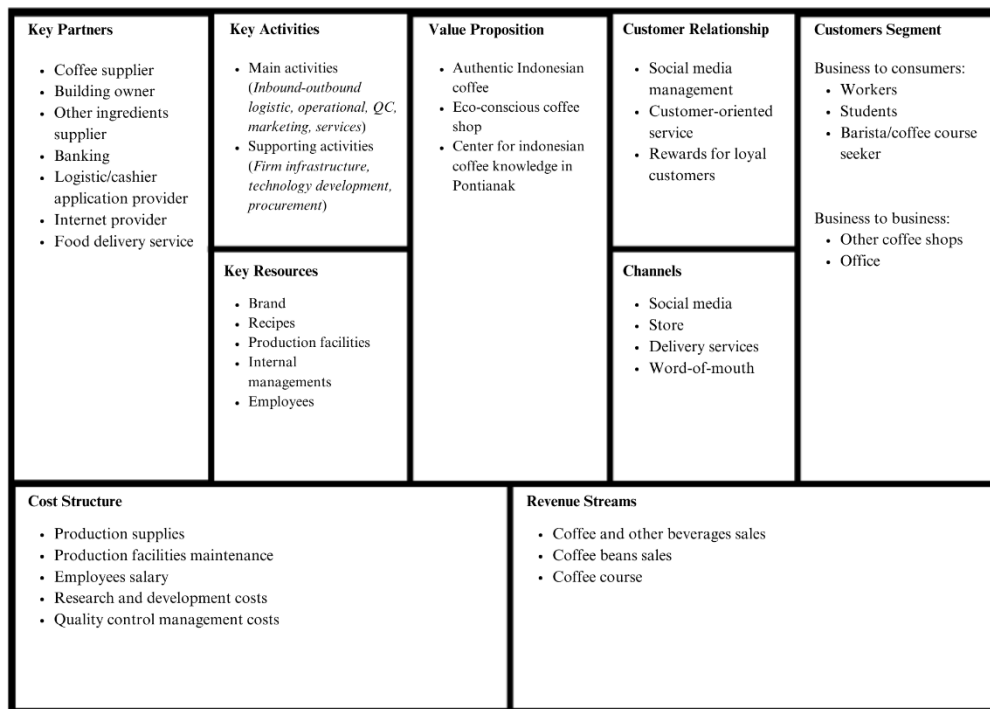 Key Partners
• Coffee supplier
• Building owner
• Other ingredients
supplier
• Banking
• Logistic/cashier
application provider
• Internet provider
• Food delivery service
Key Activities
• Main activities
(Inbound-outbound
logistic, operational, QC,
marketing, services)
• Supporting activities
(Firm infrastructure,
technology development,
procurement)
Key Resources
• Brand
• Recipes
• Production facilities
• Internal
managements
• Employees
Value Proposition
• Authentic Indonesian
coffee
• Eco-conscious coffee
shop
• Center for indonesian
coffee knowledge in
Pontianak
Customer Relationship
• Social media
management
• Customer-oriented
service
• Rewards for loyal
customers
Channels
• Social media
• Store
• Delivery services
• Word-of-mouth
Customers Segment
Business to consumers:
• Workers
• Students
• Barista/coffee course
seeker
Business to business:
• Other coffee shops
• Office
Cost Structure
• Production supplies
• Production facilities maintenance
• Employees salary
• Research and development costs
• Quality control management costs
Revenue Streams
• Coffee and other beverages sales
• Coffee beans sales
• Coffee course